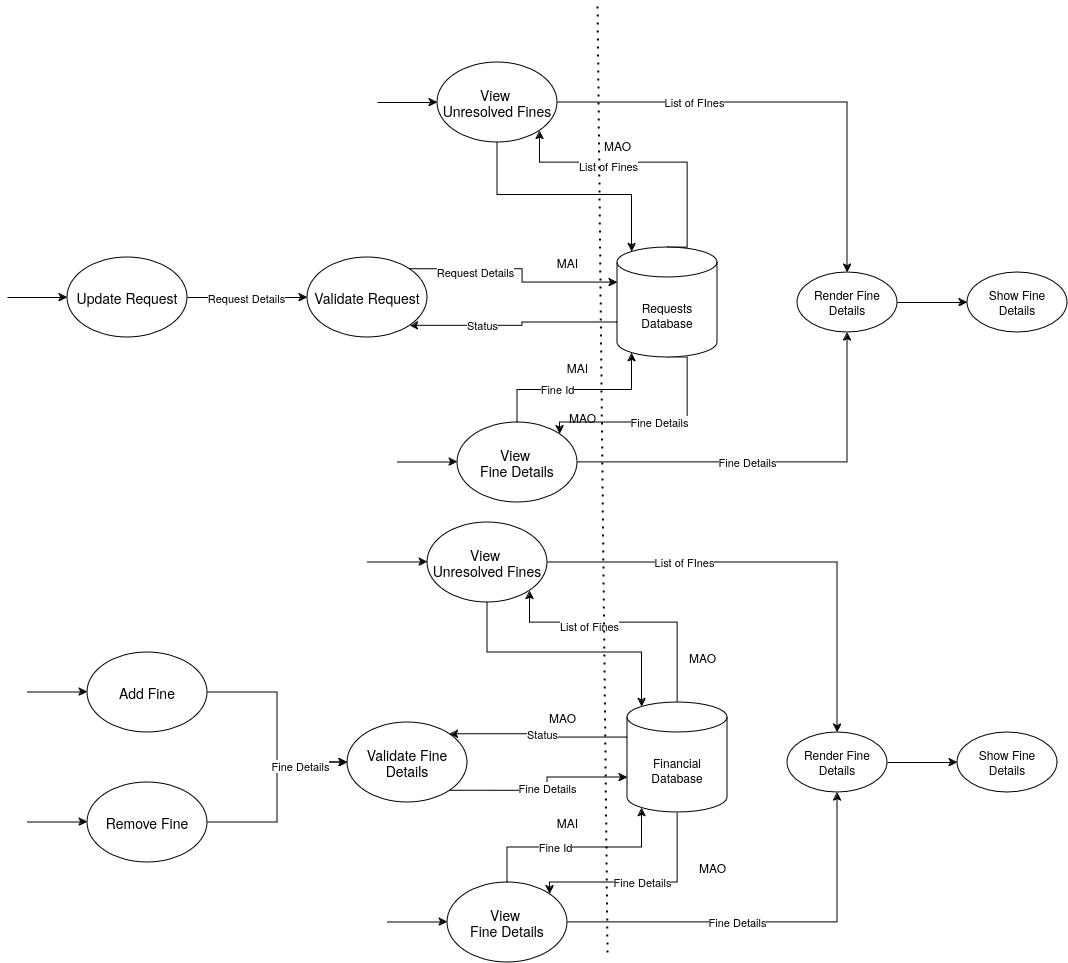 View
Unresolved Fines
List of FInes
MAO
List of Fines
MAI
Request Details
Update Request
Request Details
Validate Request
Status
Requests
Database
Render Fine
Details
Show Fine
Details
MAI
Fine Id
MAO
Fine Details
View
Fine Details
Fine Details
View
Unresolved Fines
List of FInes
List of Fines
MAO
Add Fine
MAO
Status
Validate Fine
Details
Fine Details
Fine Details
Financial
Database
Render Fine
Details
Show Fine
Details
Remove Fine
MAI
Fine Id
MAO
Fine Details
View
Fine Details
Fine Details